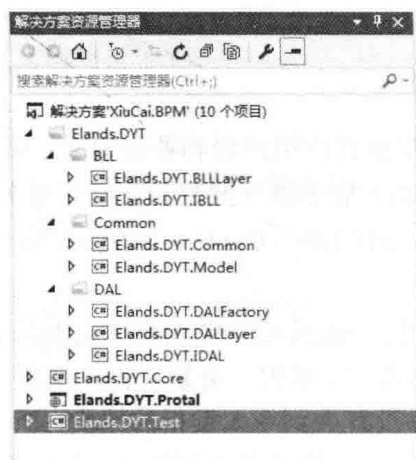 解决方案资源管理器
搜索解决方案资源管理器(Ctrl+;)
解决方案'XiuCai.BPM' (10 个项目)
Elands.DYT
BLL
Elands.DYT.BLLLayer
Elands.DYT.IBLL
Common
Elands.DYT.Common
Elands.DYT.Model
DAL
Elands.DYT.DALFactory
Elands.DYT.DALLayer
Elands.DYT.IDAL
Elands.DYT.Core
Elands.DYT.Protal
Elands.DYT.Test